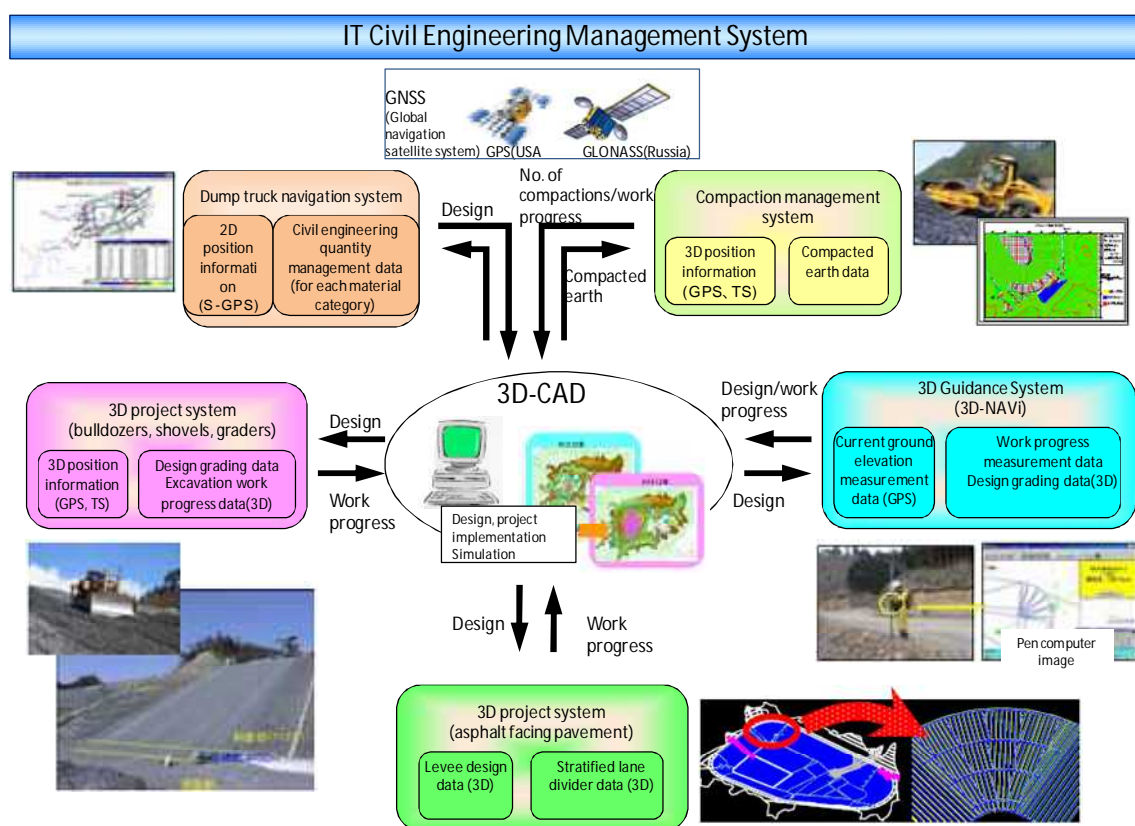 IT Civil Engineering Management System
GNSS
(Global
navigation
satellite system)
GPS(USA
GLONASS(Russia)
Dump truck navigation system
2D
position
informati
on
(S-GPS)
Civil engineering
quantity
management data
(for each material
category)
Design
No. of
compactions/work
progress
Compacted
earth
Compaction management
system
3D position
information
(GPS、TS)
Compacted
earth data
3D project system
(bulldozers, shovels, graders)
3D position
information
(GPS, TS)
Design grading data
Excavation work
progress data(3D)
Design
Work
progress
3D-CAD
Design, project
implementation
Simulation
Design/work
progress
Design
3D Guidance System
(3D-NAVi)
Current ground
elevation
measurement
data (GPS)
Work progress
measurement data
Design grading data(3D)
Pen computer
image
Design
Work
progress
3D project system
(asphalt facing pavement)
Levee design
data (3D)
Stratified lane
divider data (3D)